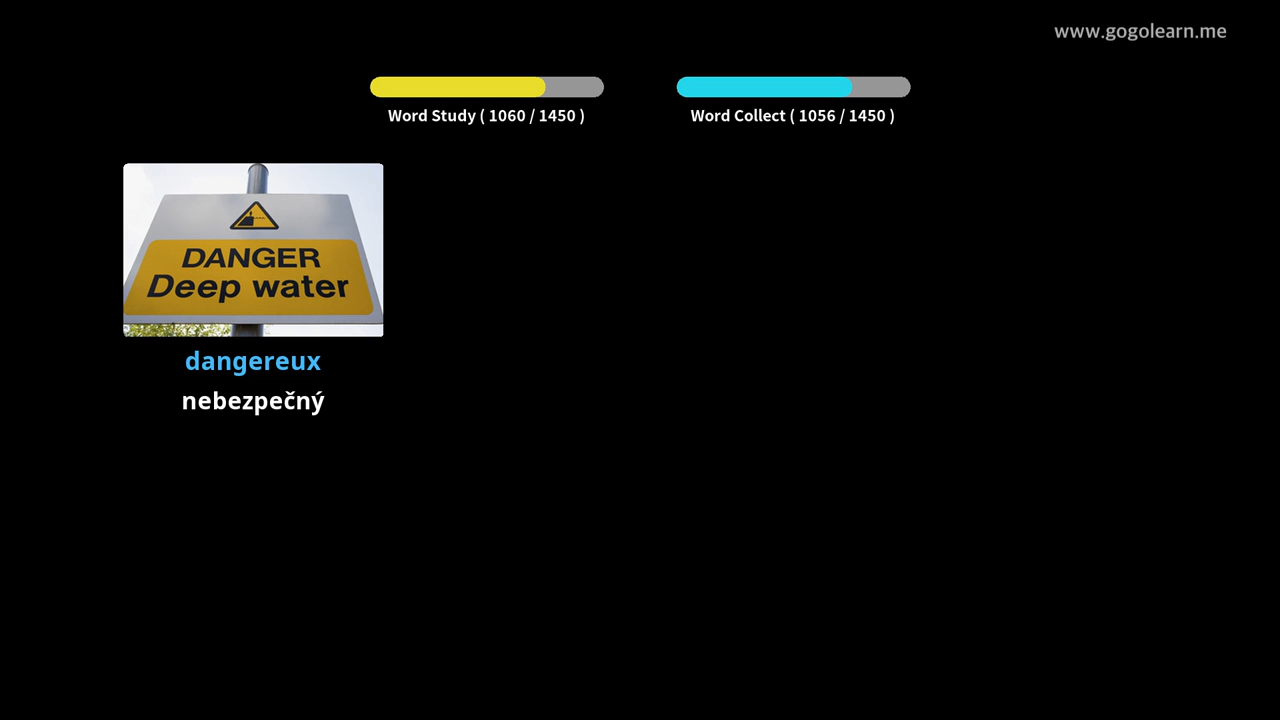 www.gogolearn.me
Word Study ( 1060 / 1450 )
Word Collect ( 1056 / 1450 )
DANGER
Deep water
dangereux
nebezpečný